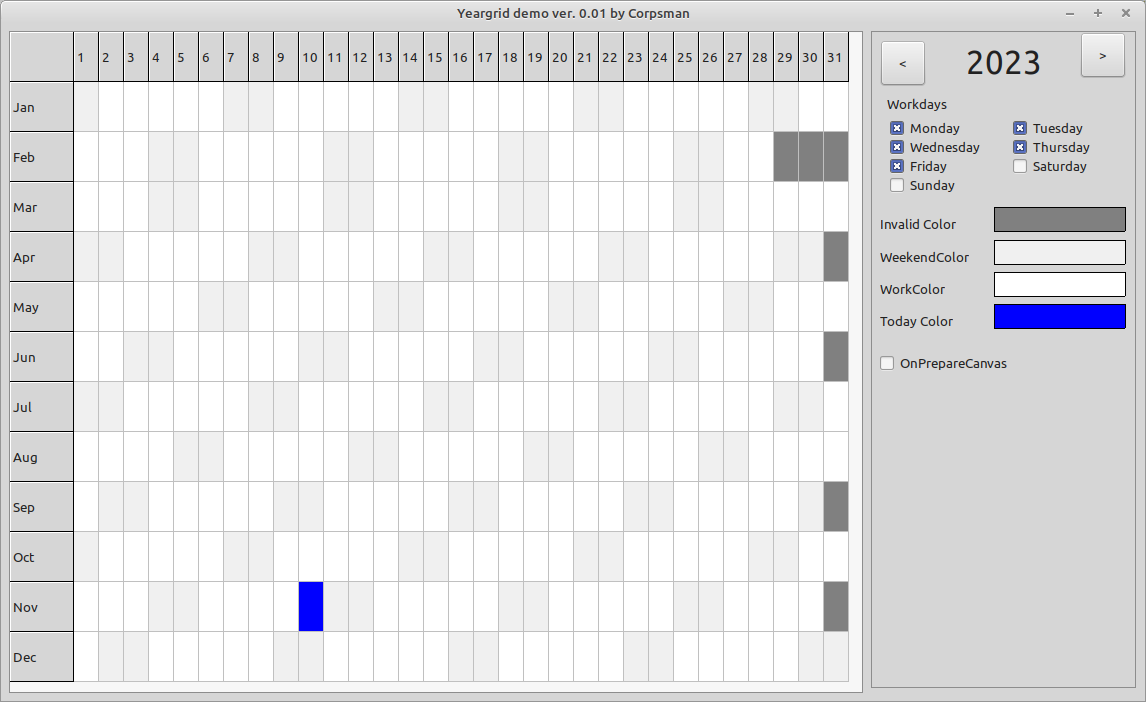 Yeargrid demo ver. 0.01 by Corpsman
1 2 3 4 5 6 7 8 9 10 11 12 13 14 15 16 17 18 19 20 21 22 23 24 25 26 27 28 29 30 31
Jan
Feb
Mar
Apr
May
Jun
Jul
Aug
Sep
Oct
Nov
Dec
< 2023 >
Workdays
Monday Tuesday
Wednesday Thursday
Friday Saturday
Sunday
Invalid Color
WeekendColor
WorkColor
Today Color
OnPrepareCanvas